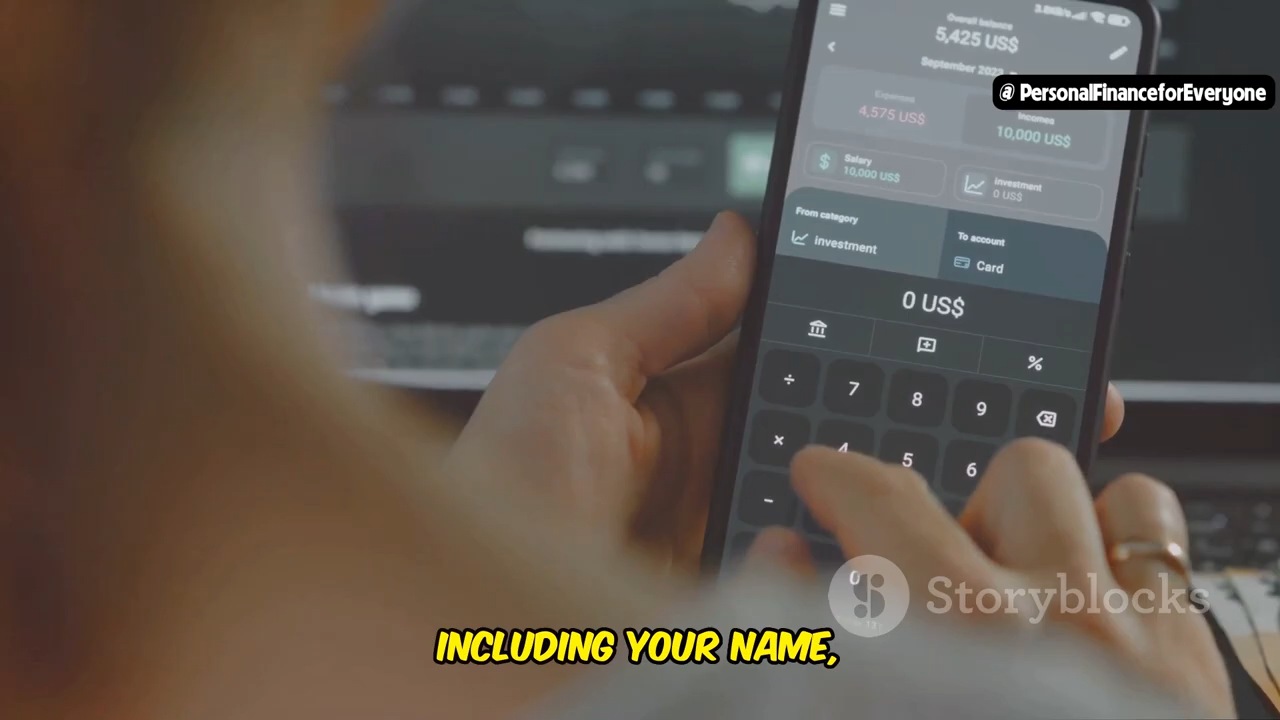 Overall balance
5,425 US$
September 2023
@ PersonalFinanceforEveryone
Expenses
4,575 US$
Incomes
10,000 US$
Salary
10,000 US$
investment
0 US$
From category
investment
To account
Card
0 US$
%
÷ 7 8 9
× 4 5 6
-
0
Storyblocks
INCLUDING YOUR NAME,